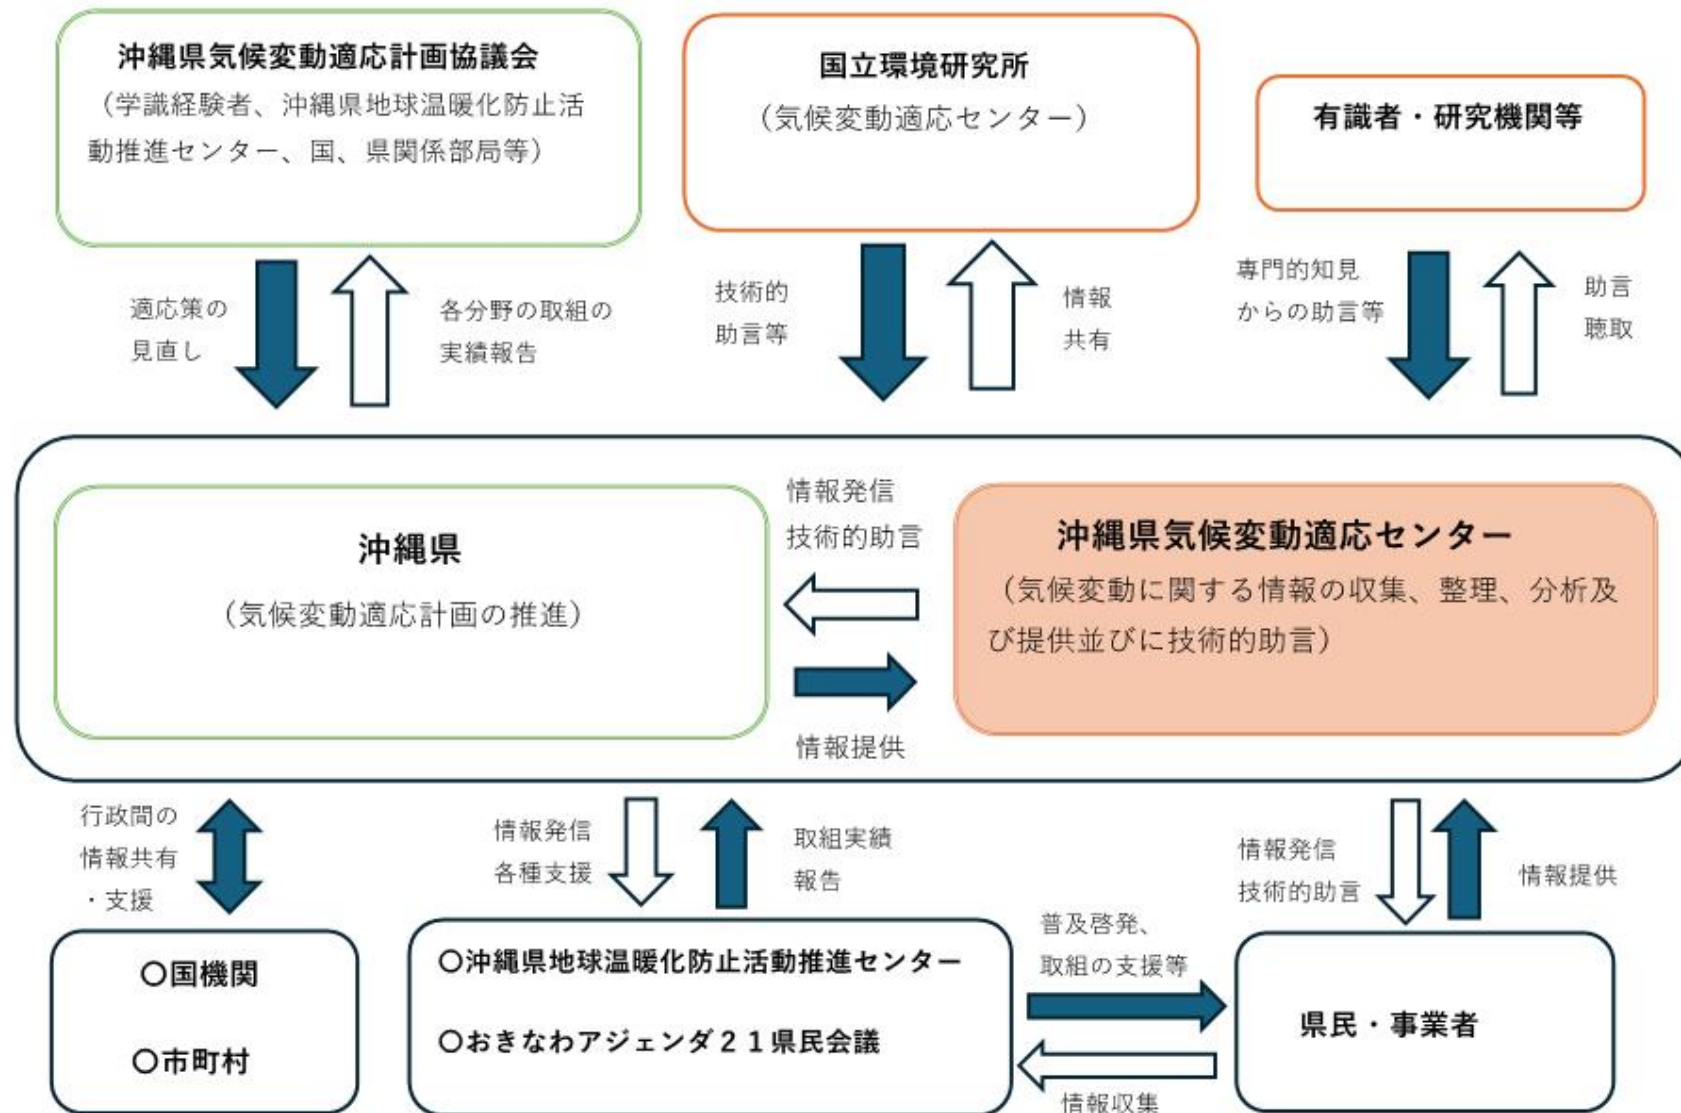 沖縄県気候変動適応計画協議会
（学識経験者、沖縄県地球温暖化防止活
動推進センター、国、県関係部局等）
国立環境研究所
（気候変動適応センター）
有識者・研究機関等
適応策の
見直し
各分野の取組の
実績報告
技術的
助言等
情報
共有
専門的知見
からの助言等
助言
聴取
沖縄県
（気候変動適応計画の推進）
情報発信
技術的助言
情報提供
沖縄県気候変動適応センター
（気候変動に関する情報の収集、整理、分析及
び提供並びに技術的助言）
行政間の
情報共有
・支援
情報発信
各種支援
取組実績
報告
情報発信
技術的助言
情報提供
〇国機関
〇市町村
〇沖縄県地球温暖化防止活動推進センター
〇おきなわアジェンダ２１県民会議
普及啓発、
取組の支援等
情報収集
県民・事業者